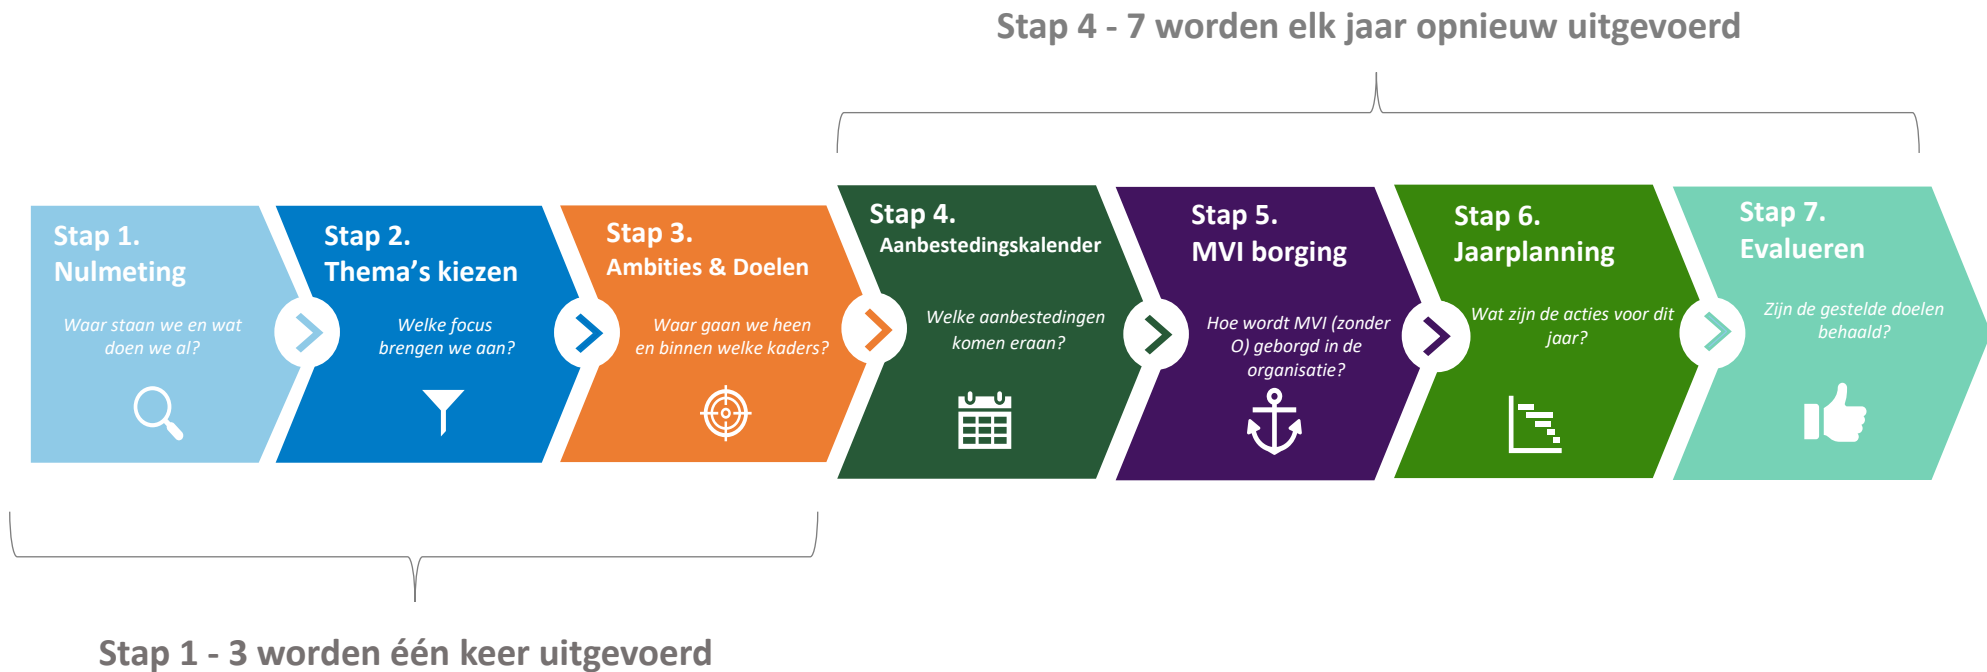 Stap 4 - 7 worden elk jaar opnieuw uitgevoerd
Stap 1.
Nulmeting
Waar staan we en wat
doen we al?
Stap 2.
Thema's kiezen
Welke focus
brengen we aan?
Stap 3.
Ambities & Doelen
Waar gaan we heen
en binnen welke kaders?
Stap 4.
Aanbestedingskalender
Welke aanbestedingen
komen eraan?
Stap 5.
MVI borging
Hoe wordt MVI (zonder
O) geborgd in de
organisatie?
Stap 6.
Jaarplanning
Wat zijn de acties voor dit
jaar?
Stap 7.
Evalueren
Zijn de gestelde doelen
behaald?
Stap 1 - 3 worden één keer uitgevoerd